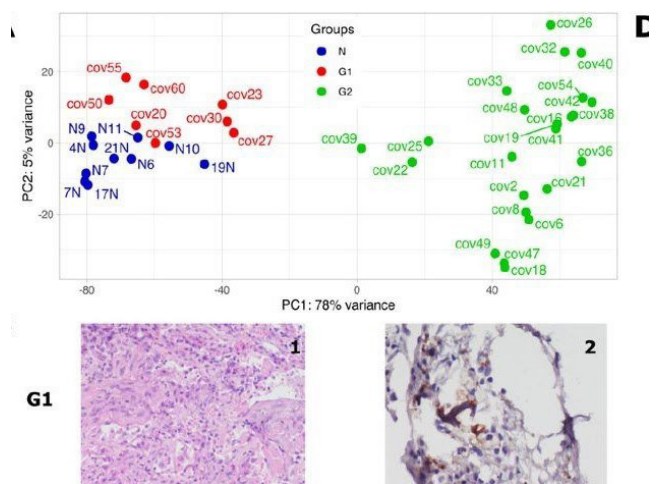 D
Groups
N
G1
G2
cov26
cov32
cov40
cov55
cov60
cov33
cov54
cov50
cov23
cov42
cov48
cov16
cov38
cov20
cov30
N9
N11
cov53
cov27
cov19
cov41
4N
21N
N10
cov39
cov25
cov36
N7
N6
19N
cov22
cov11
7N
17N
cov2
cov21
cov8
cov6
cov49
cov47
cov18
PC2: 5% variance
20
0
-20
-80
-40
0
40
PC1: 78% variance
1
2
G1